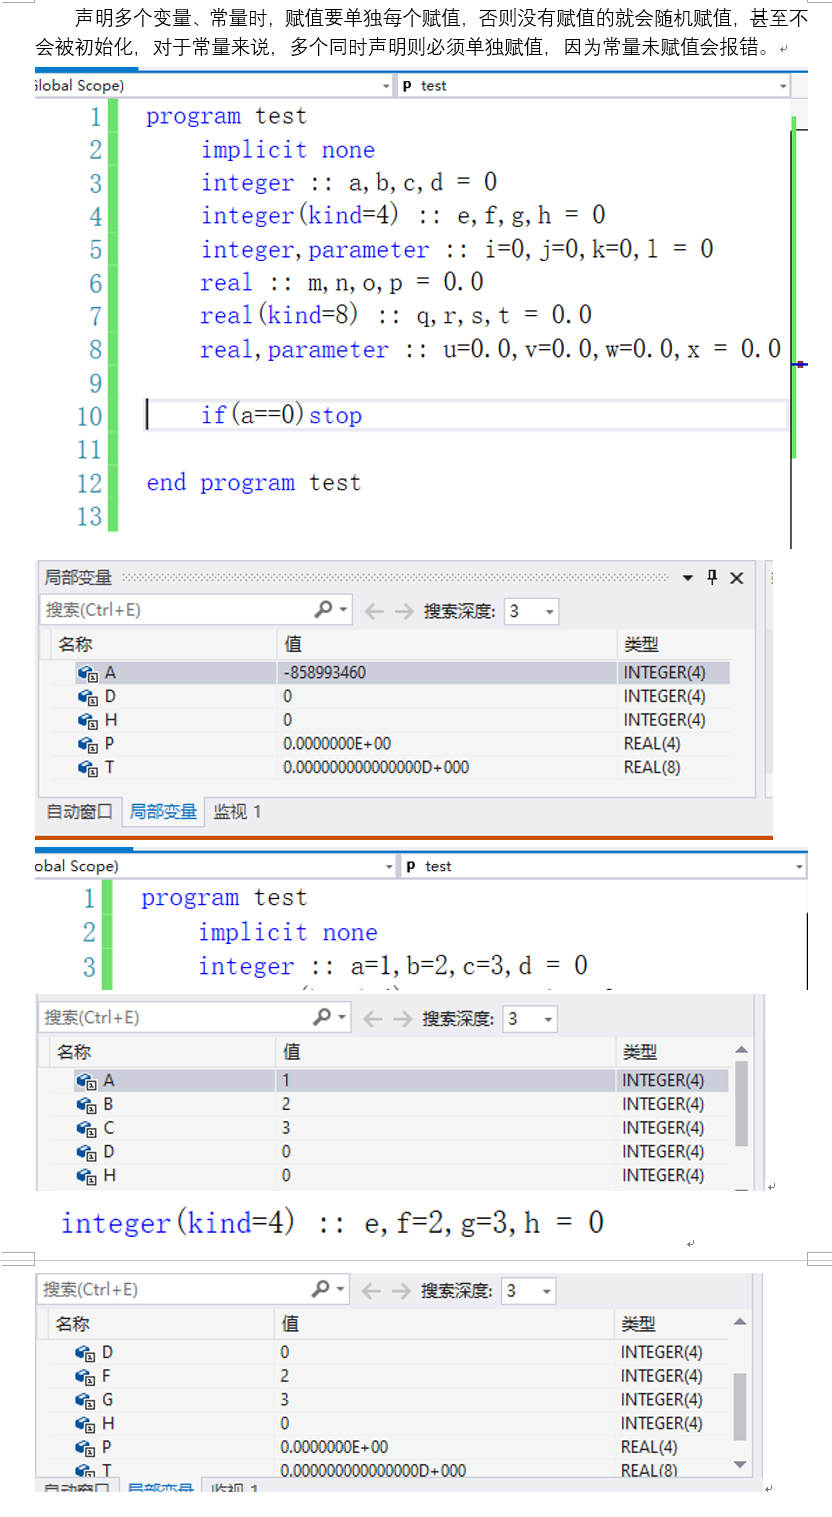 声明多个变量、常量时，赋值要单独每个赋值，否则没有赋值的就会随机赋值，甚至不
会被初始化，对于常量来说，多个同时声明则必须单独赋值，因为常量未赋值会报错。
lobal Scope) test
1 program test
2 implicit none
3 integer :: a,b,c,d = 0
4 integer(kind=4) :: e,f,g,h = 0
5 integer,parameter :: i=0,j=0,k=0,l = 0
6 real :: m,n,o,p = 0.0
7 real(kind=8) :: q,r,s,t = 0.0
8 real,parameter :: u=0.0,v=0.0,w=0.0,x = 0.0
9
10 if(a==0)stop
11
12 end program test
13
局部变量
搜索(Ctrl+E) 搜索深度: 3
名称 值 类型
A -858993460 INTEGER(4)
D 0 INTEGER(4)
H 0 INTEGER(4)
P 0.0000000E+00 REAL(4)
T 0.000000000000000D+000 REAL(8)
自动窗口 局部变量 监视 1
obal Scope) test
1 program test
2 implicit none
3 integer :: a=1,b=2,c=3,d = 0
搜索(Ctrl+E) 搜索深度: 3
名称 值 类型
A 1 INTEGER(4)
B 2 INTEGER(4)
C 3 INTEGER(4)
D 0 INTEGER(4)
H 0 INTEGER(4)
integer(kind=4) :: e,f=2,g=3,h = 0
搜索(Ctrl+E) 搜索深度: 3
名称 值 类型
D 0 INTEGER(4)
F 2 INTEGER(4)
G 3 INTEGER(4)
H 0 INTEGER(4)
P 0.0000000E+00 REAL(4)
T 0.000000000000000D+000 REAL(8)
自动窗口 局部变量 监视 1